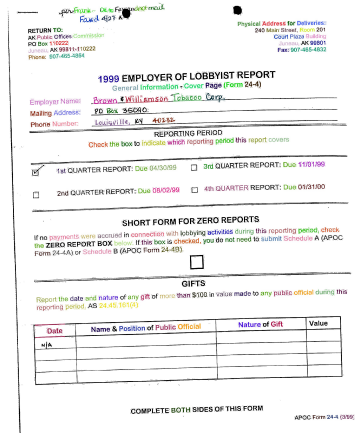 RETURN TO:
AK Public Offices Commission
PO Box 110222
Juneau, AK 99811-110222
Phone: 907-465-4864
Physical Address for Deliveries:
240 Main Street, Room 201
Court Plaza Building
Juneau, AK 99801
Fax: 907-465-4832
1999 EMPLOYER OF LOBBYIST REPORT
General Information • Cover Page (Form 24-4)
Employer Name: Brown & Williamson Tobacco Corp.
Mailing Address: PO Box 35090
Phone Number: Louisville, KY 40232
REPORTING PERIOD
Check the box to indicate which reporting period this report covers
1st QUARTER REPORT: Due 04/30/99
3rd QUARTER REPORT: Due 11/01/99
2nd QUARTER REPORT: Due 08/02/99
4th QUARTER REPORT: Due 01/31/00
SHORT FORM FOR ZERO REPORTS
If no payments were accrued in connection with lobbying activities during this reporting period, check
the ZERO REPORT BOX below. If this box is checked, you do not need to submit Schedule A (APOC
Form 24-4A) or Schedule B (APOC Form 24-4B).
GIFTS
Report the date and nature of any gift of more than $100 in value made to any public official during this
reporting period. AS 24.45.
Date Name & Position of Public Official Nature of Gift Value
N/A
COMPLETE BOTH SIDES OF THIS FORM
APOC Form 24-4 (3/99)